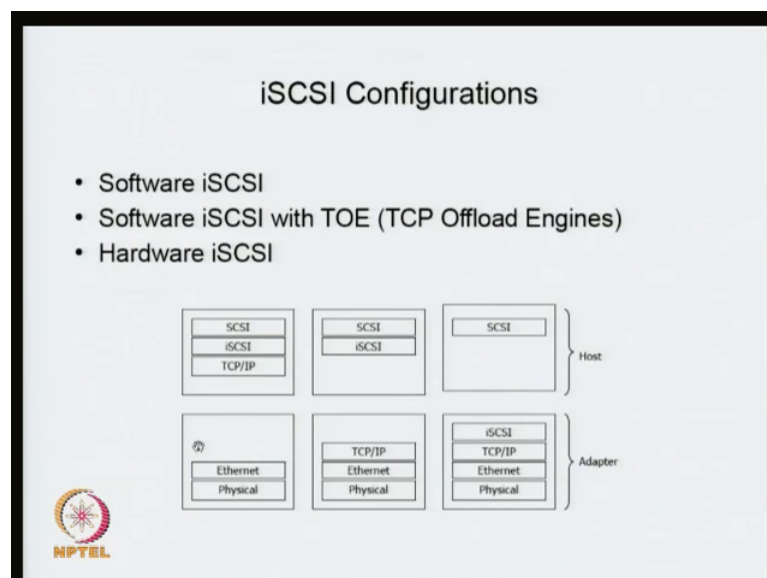 iSCSI Configurations
• Software iSCSI
• Software iSCSI with TOE (TCP Offload Engines)
• Hardware iSCSI
SCSI
iSCSI
TCP/IP
SCSI
iSCSI
SCSI
Host
Ethernet
Physical
TCP/IP
Ethernet
Physical
iSCSI
TCP/IP
Ethernet
Physical
Adapter
NPTEL